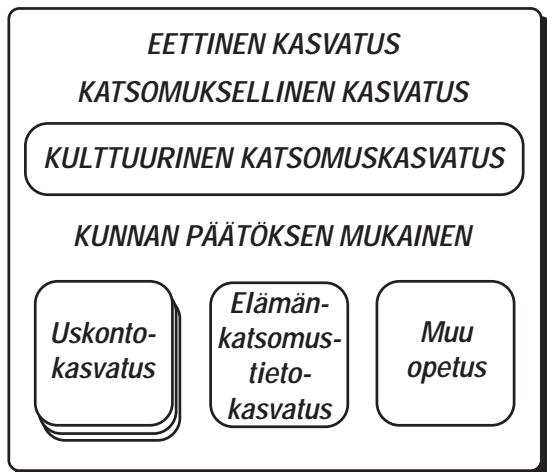 EETTINEN KASVATUS
KATSOMUKSELLINEN KASVATUS
KULTTUURINEN KATSOMUSKASVATUS
KUNNAN PÄÄTÖKSEN MUKAINEN
Uskonto-
kasvatus
Elämän-
katsomus-
tieto-
kasvatus
Muu
opetus